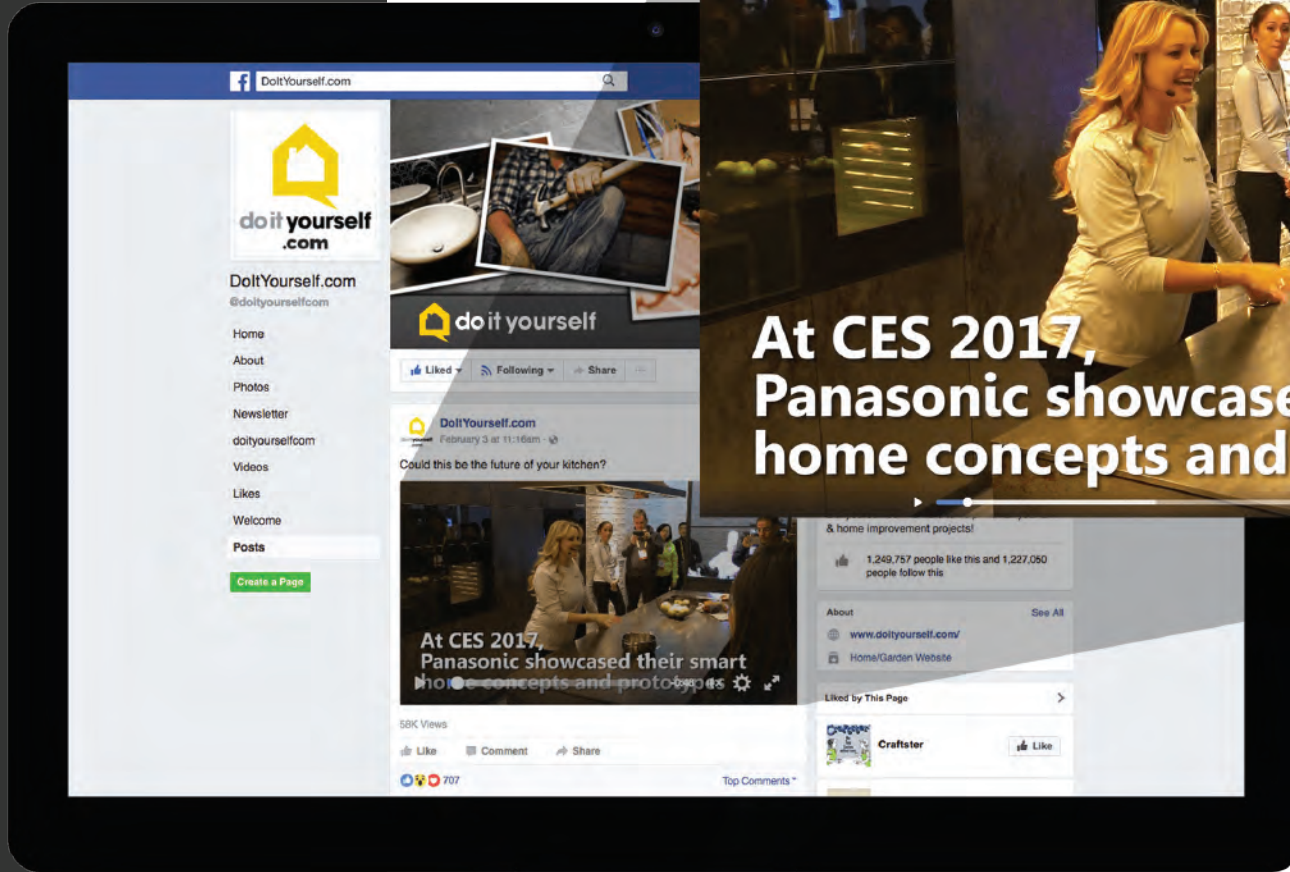 DoItYourself.com
doityourself
.com
DoItYourself.com
@doityourselfcom
Home
About
Photos
Newsletter
doityourselfcom
Videos
Likes
Welcome
Posts
Create a Page
do it yourself
Liked
Following
Share
DoItYourself.com
February 3 at 11:16am
Could this be the future of your kitchen?
At CES 2017,
Panasonic showcased their smart
home concepts and prototypes
58K Views
Like Comment Share
707 Top Comments
At CES 2017,
Panasonic showcase
home concepts and
& home improvement projects!
1,249,757 people like this and 1,227,050
people follow this
About See All
www.doityourself.com/
Home/Garden Website
Liked by This Page
Craftster
Craftster
Like